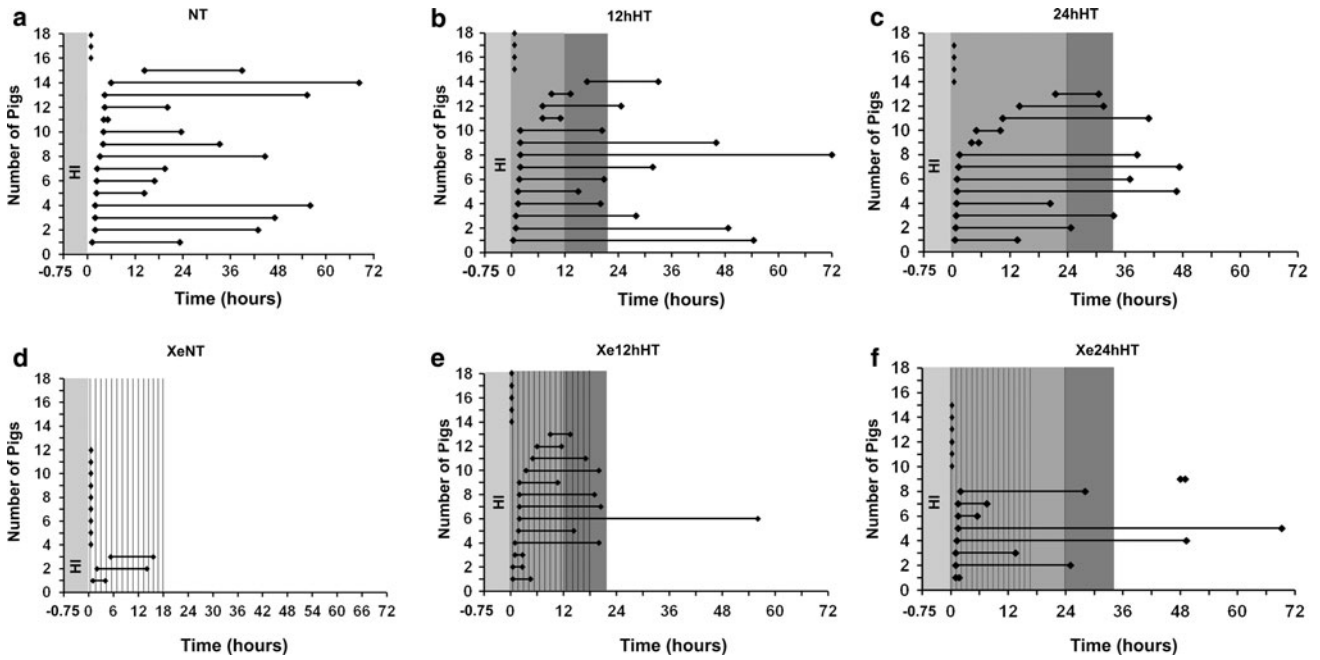 a NT
18
16
14
12
10
8
6
4
2
0
Number of Pigs
HI
-0.75 0 12 24 36 48 60 72
Time (hours)
b 12hHT
18
16
14
12
10
8
6
4
2
0
Number of Pigs
HI
-0.75 0 12 24 36 48 60 72
Time (hours)
c 24hHT
18
16
14
12
10
8
6
4
2
0
Number of Pigs
HI
-0.75 0 12 24 36 48 60 72
Time (hours)
d XeNT
18
16
14
12
10
8
6
4
2
0
Number of Pigs
HI
-0.75 0 6 12 18 24 30 36 42 48 60 72
Time (hours)
e Xe12hHT
18
16
14
12
10
8
6
4
2
0
Number of Pigs
HI
-0.75 0 12 24 36 48 60 72
Time (hours)
f Xe24hHT
18
16
14
12
10
8
6
4
2
0
Number of Pigs
HI
-0.75 0 12 24 36 48 60 72
Time (hours)